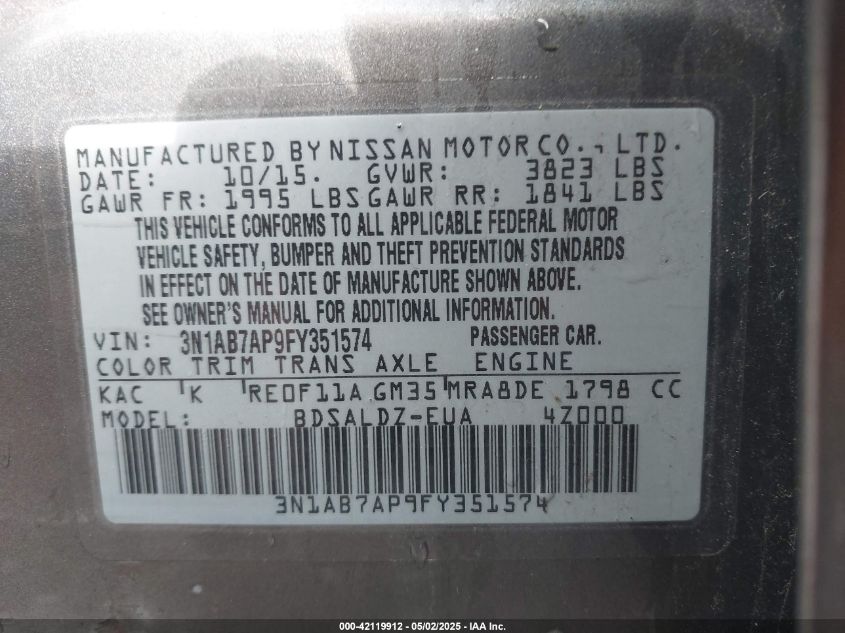 MANUFACTURED BY NISSAN MOTOR CO., LTD.
DATE: 10/15. GVWR: 3823 LBS
GAWR FR: 1995 LBS GAWR RR: 1841 LBS
THIS VEHICLE CONFORMS TO ALL APPLICABLE FEDERAL MOTOR
VEHICLE SAFETY, BUMPER AND THEFT PREVENTION STANDARDS
IN EFFECT ON THE DATE OF MANUFACTURE SHOWN ABOVE.
SEE OWNER'S MANUAL FOR ADDITIONAL INFORMATION.
VIN: 3N1AB7AP9FY351574 PASSENGER CAR.
COLOR TRIM TRANS AXLE ENGINE
KAC K RE0F11A GM35 MRA8DE 1798 CC
MODEL: BDSALDZ-EUA 4Z000
3N1AB7AP9FY351574
000-42119912 - 05/02/2025 - IAA Inc.